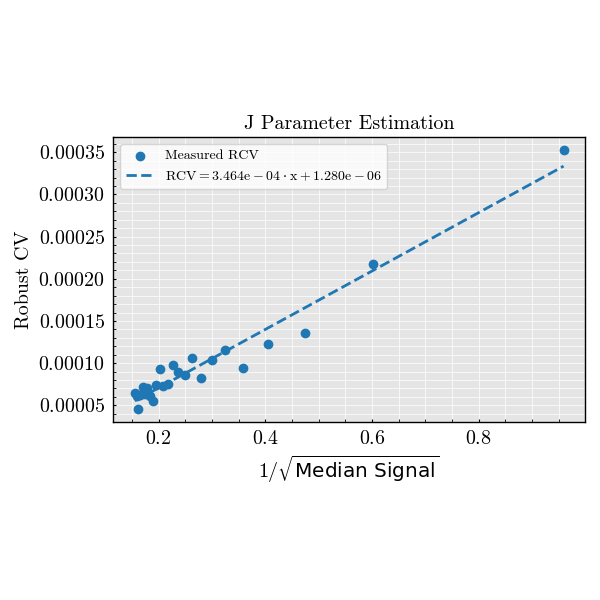 J Parameter Estimation
Measured RCV
RCV = 3.464e − 04 · x + 1.280e − 06
Robust CV
0.00035
0.00030
0.00025
0.00020
0.00015
0.00010
0.00005
0.2 0.4 0.6 0.8
1/√Median Signal